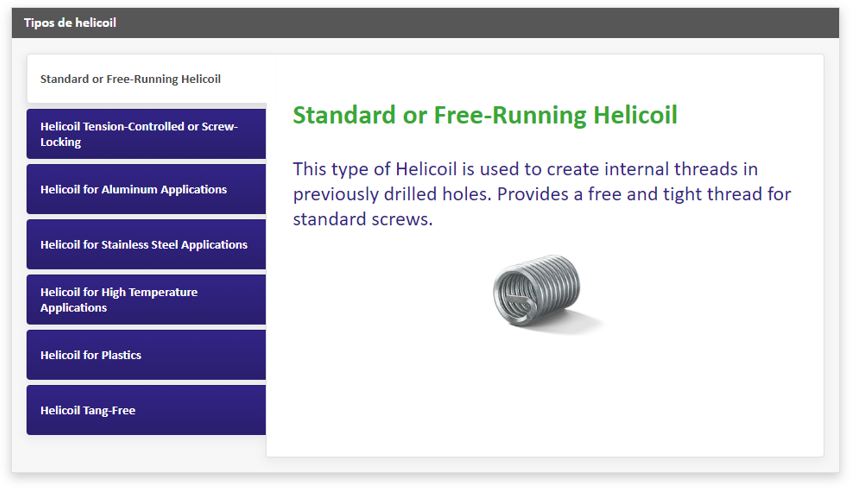 Tipos de helicoil
Standard or Free-Running Helicoil
Helicoil Tension-Controlled or Screw-
Locking
Helicoil for Aluminum Applications
Helicoil for Stainless Steel Applications
Helicoil for High Temperature
Applications
Helicoil for Plastics
Helicoil Tang-Free
Standard or Free-Running Helicoil
This type of Helicoil is used to create internal threads in
previously drilled holes. Provides a free and tight thread for
standard screws.